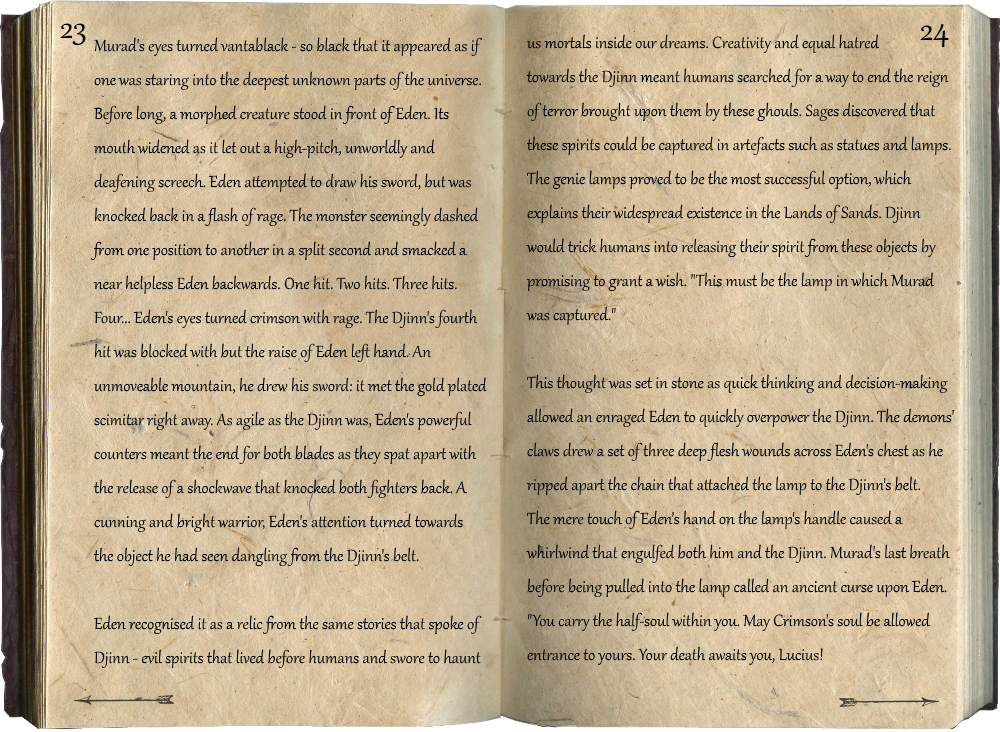 23
Murad's eyes turned vantablack - so black that it appeared as if
one was staring into the deepest unknown parts of the universe.
Before long, a morphed creature stood in front of Eden. Its
mouth widened as it let out a high-pitch, unworldly and
deafening screech. Eden attempted to draw his sword, but was
knocked back in a flash of rage. The monster seemingly dashed
from one position to another in a split second and smacked a
near helpless Eden backwards. One hit. Two hits. Three hits.
Four... Eden's eyes turned crimson with rage. The Djinn's fourth
hit was blocked with but the raise of Eden left hand. An
unmoveable mountain, he drew his sword: it met the gold plated
scimitar right away. As agile as the Djinn was, Eden's powerful
counters meant the end for both blades as they spat apart with
the release of a shockwave that knocked both fighters back. A
cunning and bright warrior, Eden's attention turned towards
the object he had seen dangling from the Djinn's belt.
Eden recognised it as a relic from the same stories that spoke of
Djinn - evil spirits that lived before humans and swore to haunt
24
us mortals inside our dreams. Creativity and equal hatred
towards the Djinn meant humans searched for a way to end the reign
of terror brought upon them by these ghouls. Sages discovered that
these spirits could be captured in artefacts such as statues and lamps.
The genie lamps proved to be the most successful option, which
explains their widespread existence in the Lands of Sands. Djinn
would trick humans into releasing their spirit from these objects by
promising to grant a wish. "This must be the lamp in which Murad
was captured."
This thought was set in stone as quick thinking and decision-making
allowed an enraged Eden to quickly overpower the Djinn. The demons'
claws drew a set of three deep flesh wounds across Eden's chest as he
ripped apart the chain that attached the lamp to the Djinn's belt.
The mere touch of Eden's hand on the lamp's handle caused a
whirlwind that engulfed both him and the Djinn. Murad's last breath
before being pulled into the lamp called an ancient curse upon Eden.
"You carry the half-soul within you. May Crimson's soul be allowed
entrance to yours. Your death awaits you, Lucius!